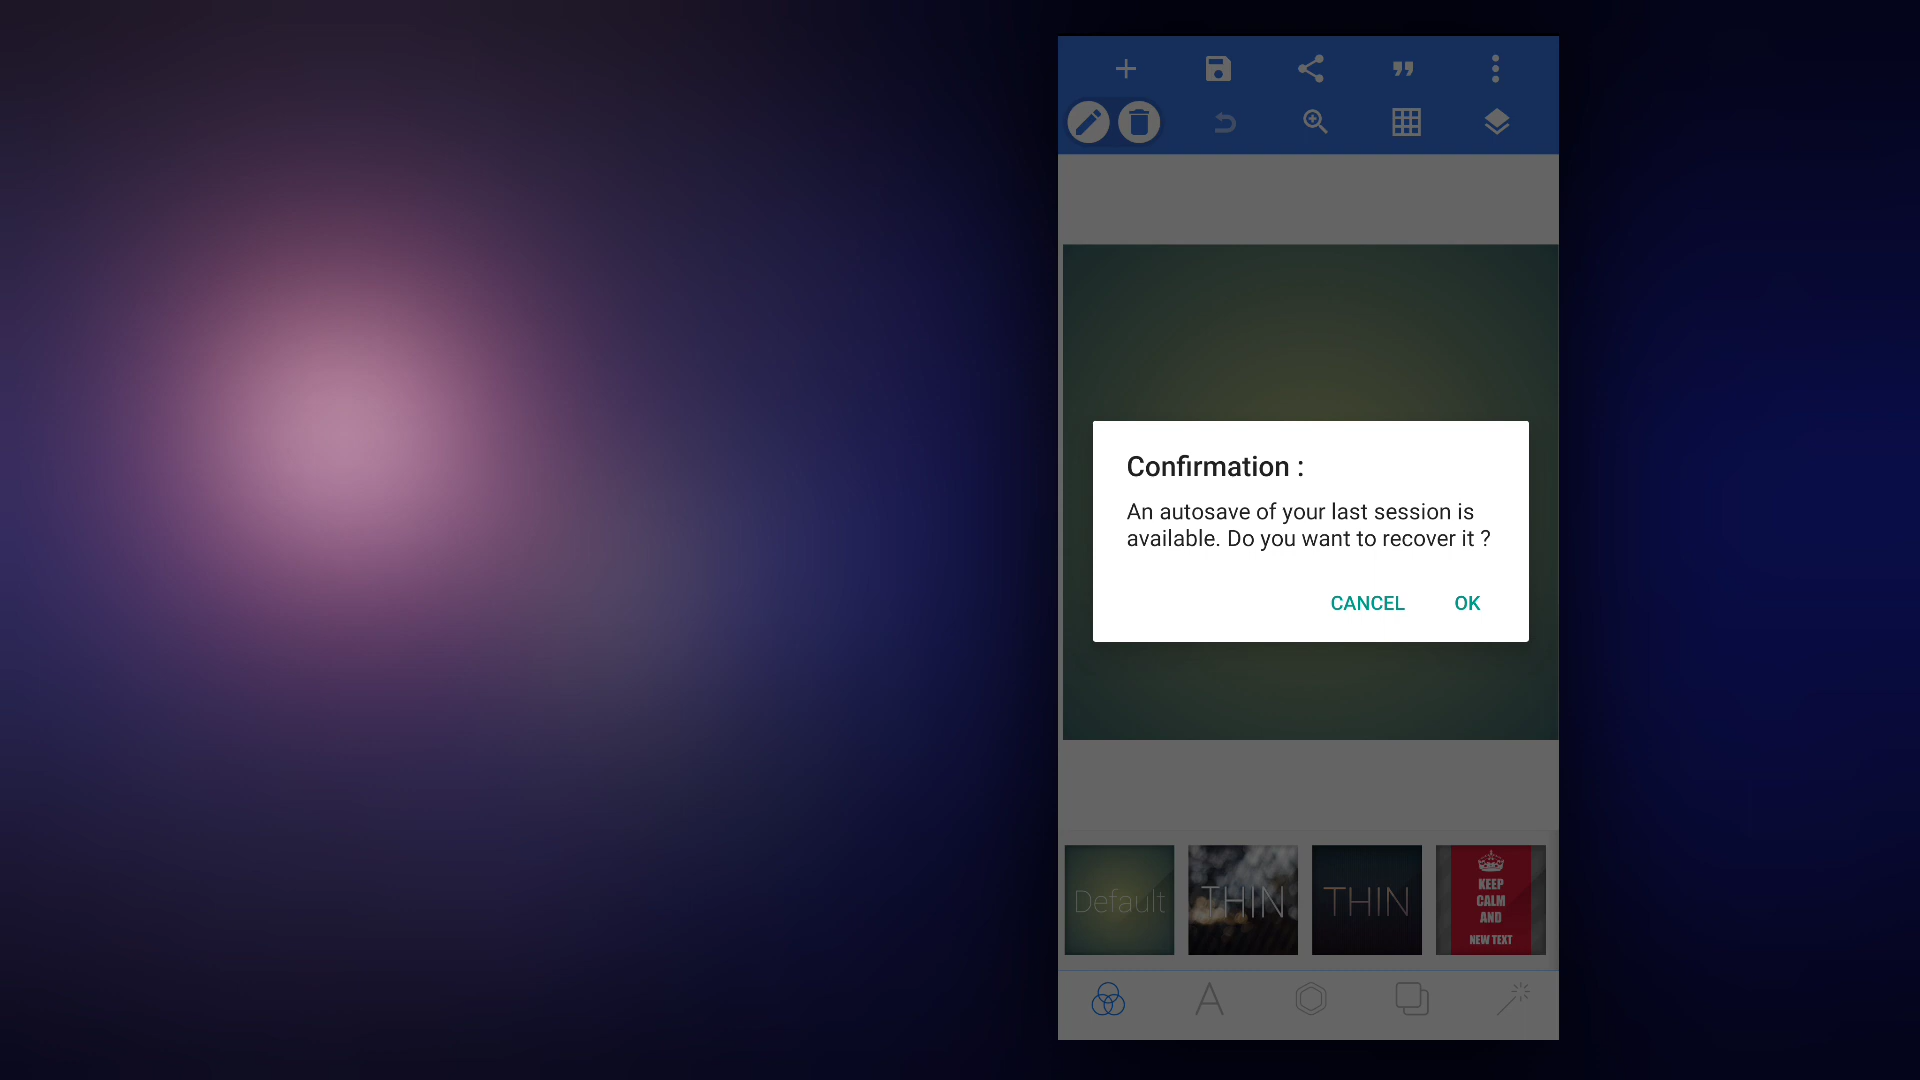 Confirmation :
An autosave of your last session is
available. Do you want to recover it ?
CANCEL
OK
Default
THIN
THIN
KEEP
CALM
AND
NEW TEXT